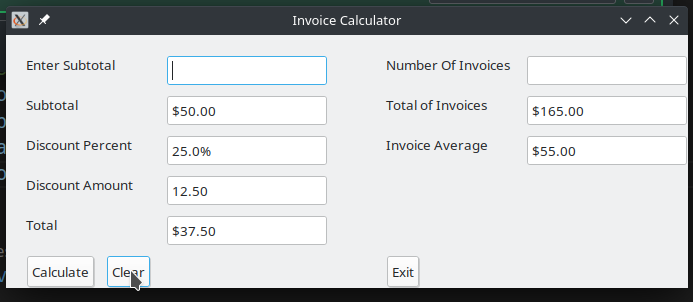 Invoice Calculator
Enter Subtotal
Number Of Invoices
Subtotal
$50.00
Total of Invoices
$165.00
Discount Percent
25.0%
Invoice Average
$55.00
Discount Amount
12.50
Total
$37.50
Calculate
Clear
Exit